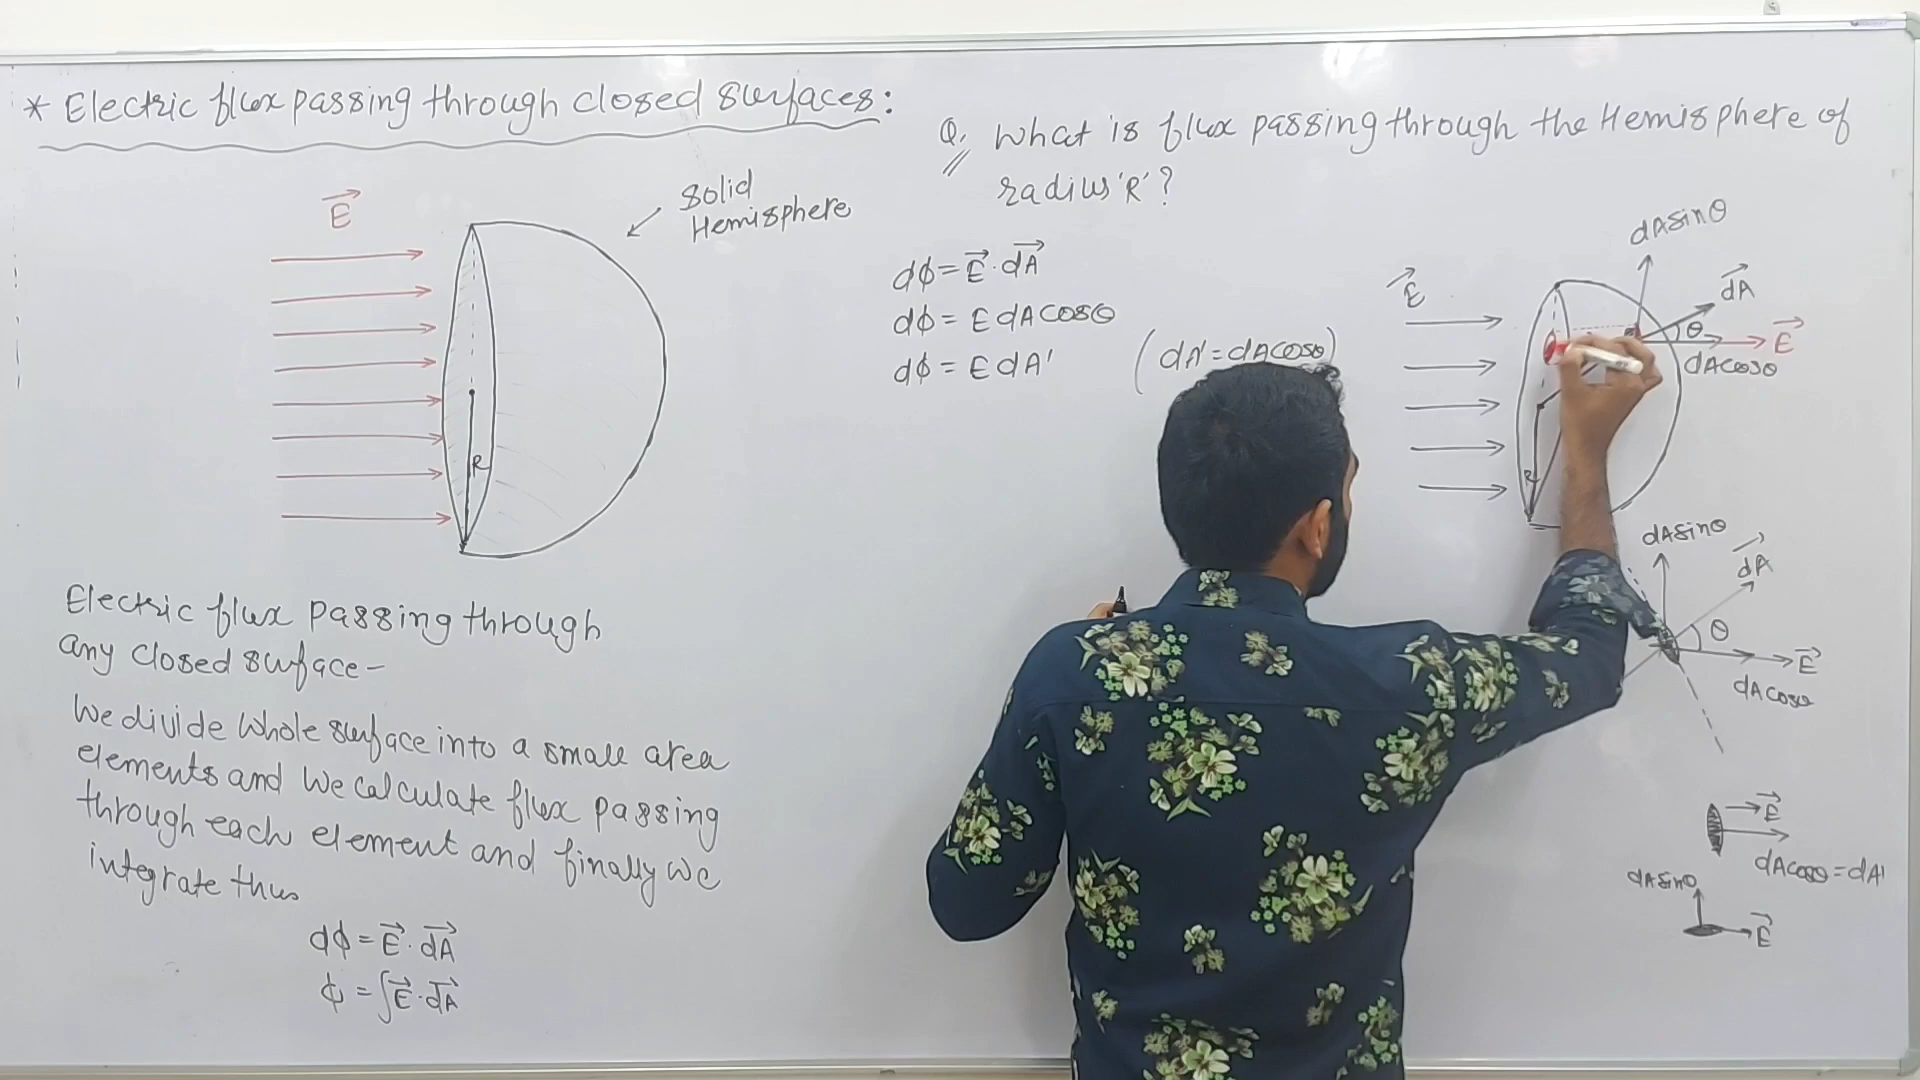 * Electric flux passing through closed surfaces:
E
solid
Hemisphere
R
Electric flux passing through
any closed surface-
We divide whole surface into a small area
elements and we calculate flux passing
through each element and finally we
integrate thus
dϕ = E⃗ · dA⃗
ϕ = ∫E⃗ · dA⃗
Q. What is flux passing through the Hemisphere of
radius 'R'?
dϕ = E⃗ · dA⃗
dϕ = E dA cosθ
dϕ = E dA' (dA' = dA cosθ)
dA sinθ
E⃗
dA⃗
θ
E⃗
dA cosθ
R
dA sinθ
dA⃗
θ
E⃗
dA cosθ
E⃗
dA cosθ = dA'
dA sinθ
E⃗